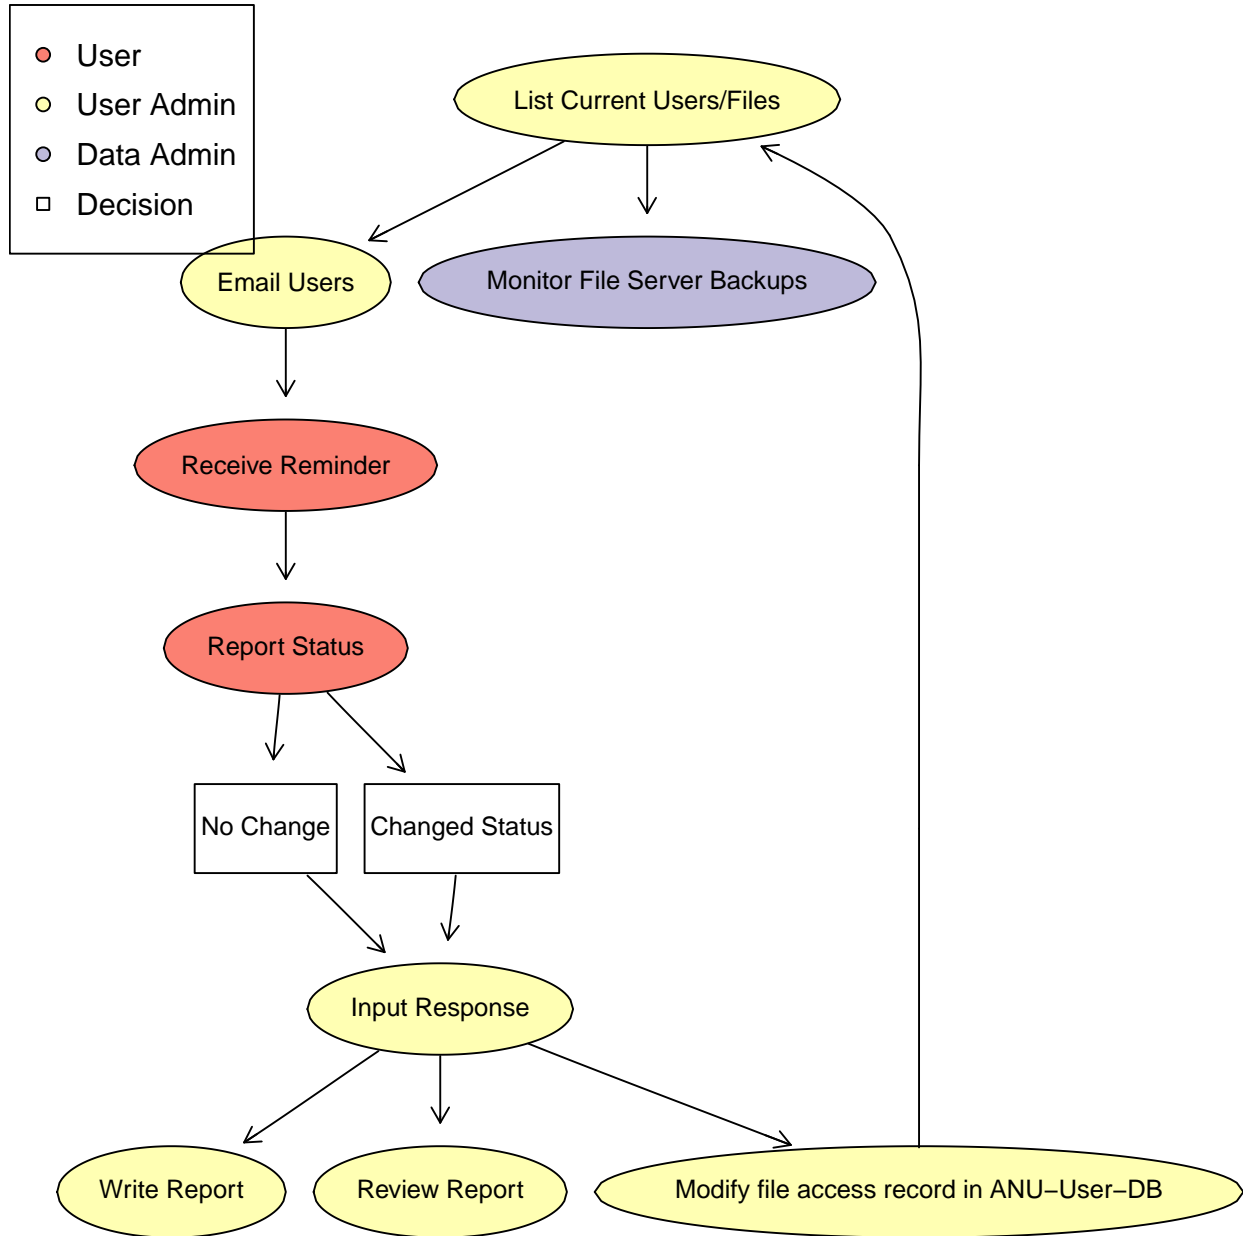 User
User Admin
Data Admin
Decision
List Current Users/Files
Email Users
Monitor File Server Backups
Receive Reminder
Report Status
No Change
Changed Status
Input Response
Write Report
Review Report
Modify file access record in ANU−User−DB